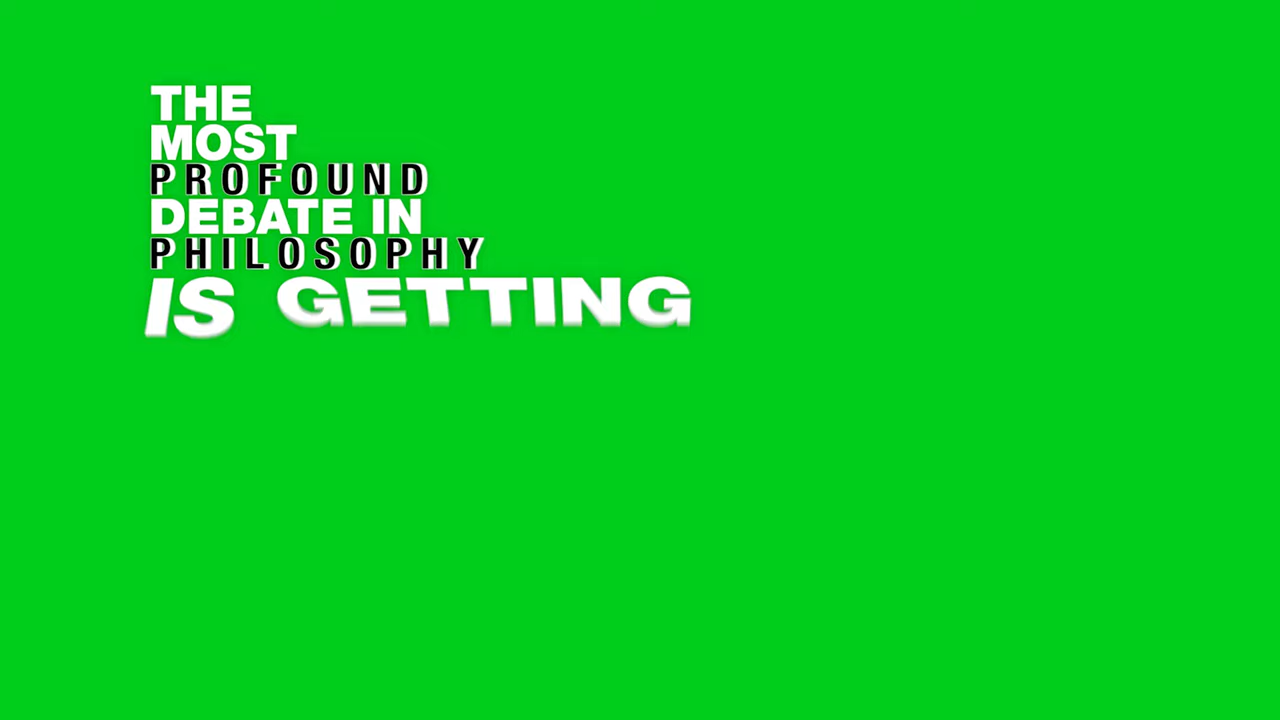 THE
MOST
PROFOUND
DEBATE IN
PHILOSOPHY
IS GETTING